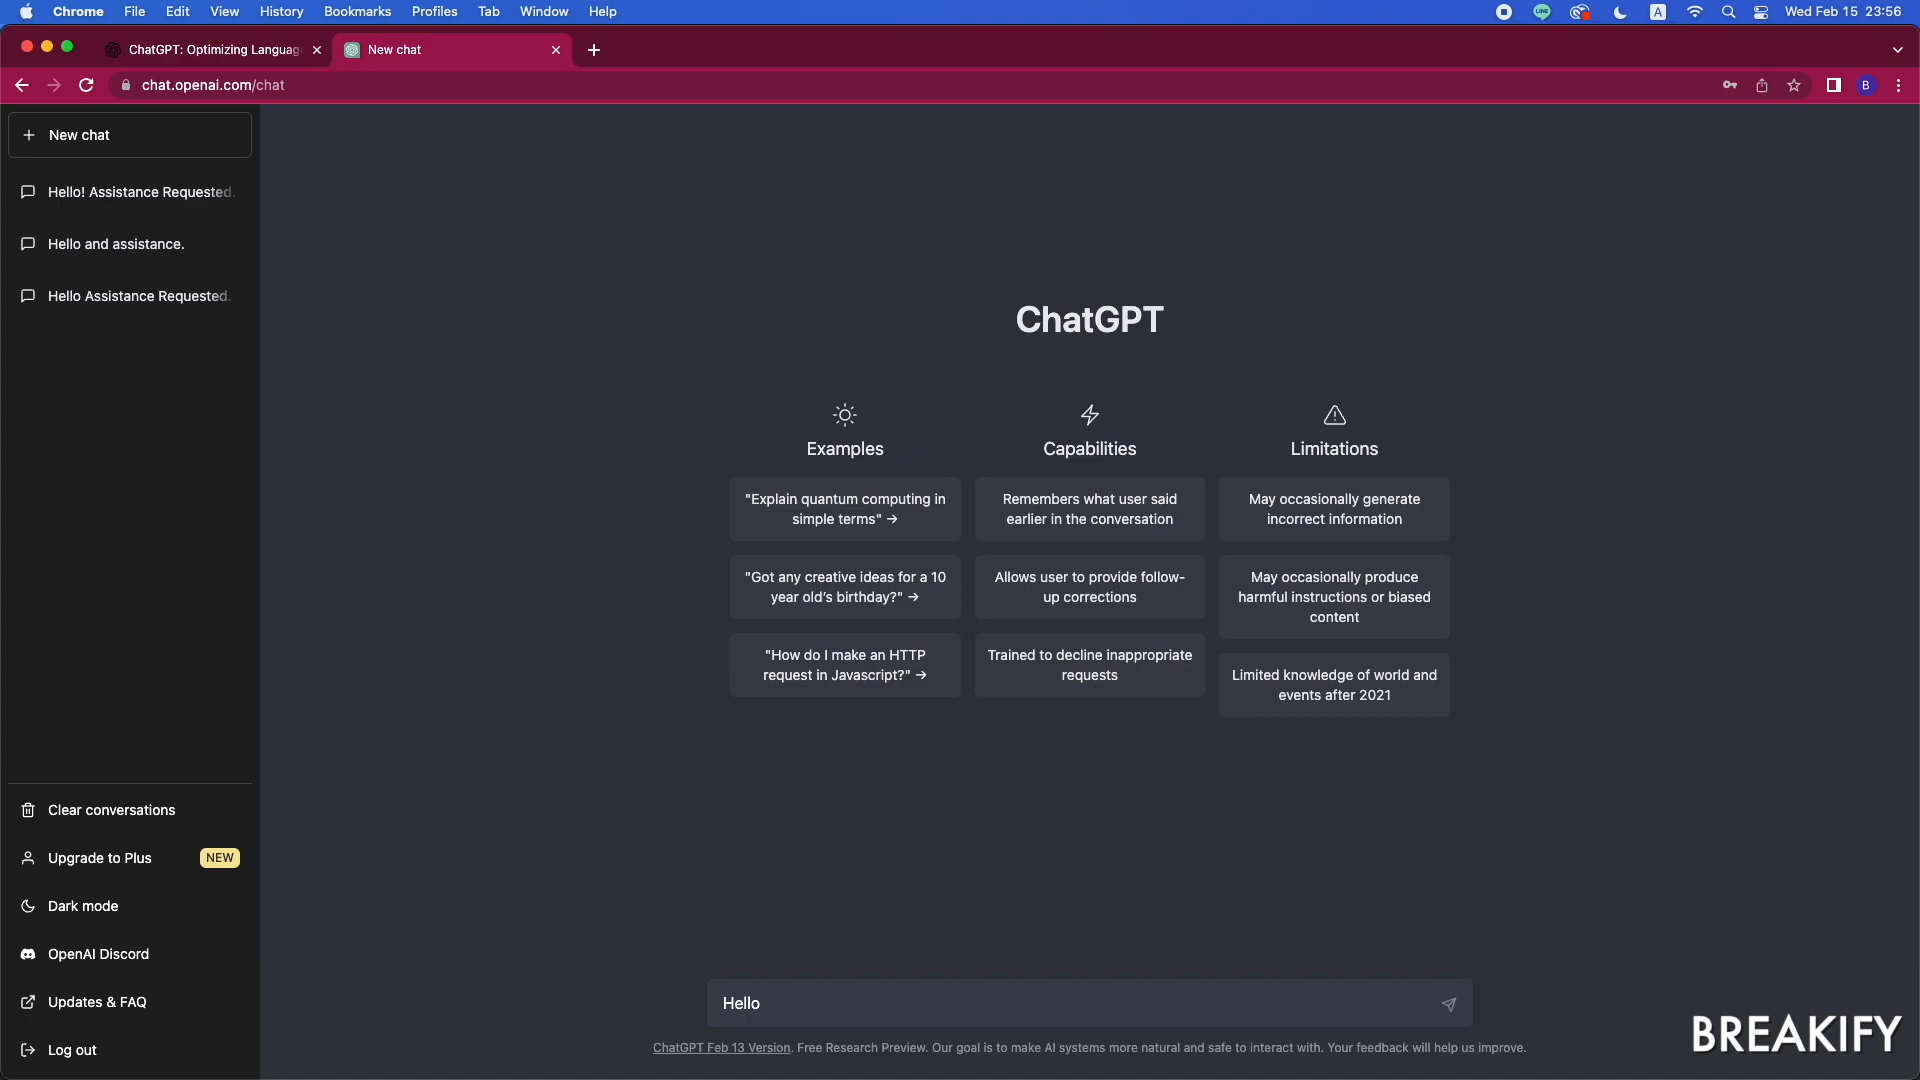 Chrome File Edit View History Bookmarks Profiles Tab Window Help
LINE
A
Wed Feb 15 23:56
ChatGPT: Optimizing Languag
New chat
chat.openai.com/chat
B
New chat
Hello! Assistance Requested.
Hello and assistance.
Hello Assistance Requested.
ChatGPT
Examples
"Explain quantum computing in
simple terms" →
"Got any creative ideas for a 10
year old's birthday?" →
"How do I make an HTTP
request in Javascript?" →
Capabilities
Remembers what user said
earlier in the conversation
Allows user to provide follow-
up corrections
Trained to decline inappropriate
requests
Limitations
May occasionally generate
incorrect information
May occasionally produce
harmful instructions or biased
content
Limited knowledge of world and
events after 2021
Clear conversations
Upgrade to Plus NEW
Dark mode
OpenAI Discord
Updates & FAQ
Log out
Hello
ChatGPT Feb 13 Version. Free Research Preview. Our goal is to make AI systems more natural and safe to interact with. Your feedback will help us improve.
BREAKIFY